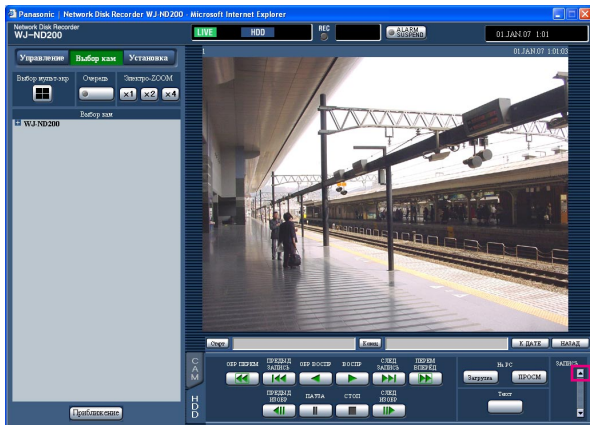 Panasonic | Network Disk Recorder WJ-ND200 - Microsoft Internet Explorer
Network Disk Recorder
WJ-ND200
LIVE HDD REC ALARM SUSPEND 01.JAN.07 1:01
Управление Выбор кам Установка
1 01.JAN.07 1:01:03
Выбор мульт-экр Очередь Электро-ZOOM
x1 x2 x4
Выбор кам
WJ-ND200
Старт Конец К ДАТЕ НАЗАД
CAM
HDD
ОБР ПЕРЕМ ПРЕДЫД ЗАПИСЬ ОБР ВОСПР ВОСПР СЛЕД ЗАПИСЬ ПЕРЕМ ВПЕРЁД
На PC ЗАПИСЬ
Загрузка ПРОСМ
ПРЕДЫД ИЗОБР ПАУЗА СТОП СЛЕД ИЗОБР
Текст
Приближение